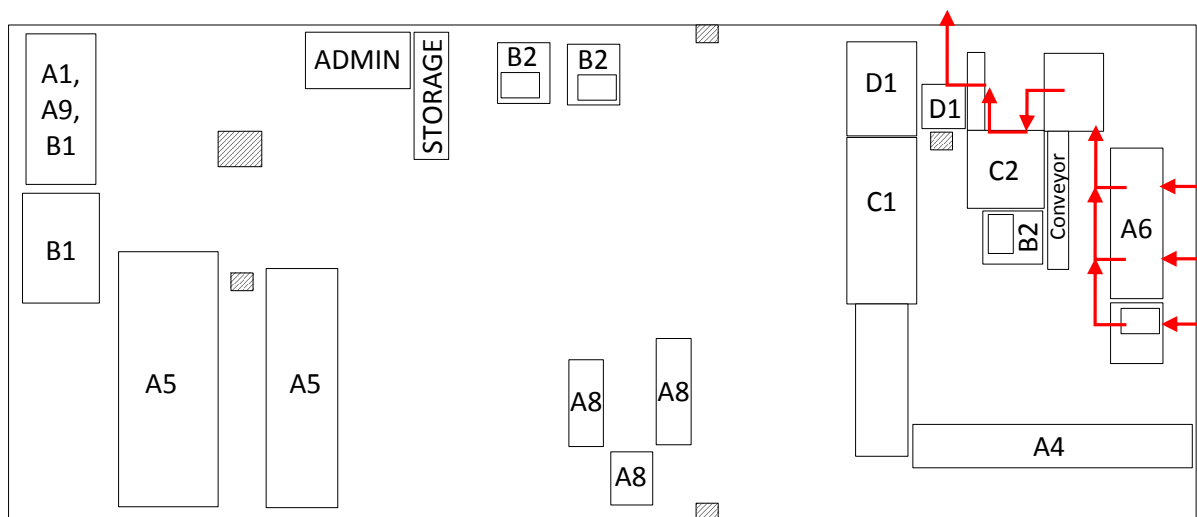 A1,
A9,
B1
ADMIN
STORAGE
B2
B2
D1
D1
C2
Conveyor
C1
A6
B2
B1
A5
A5
A8
A8
A8
A4